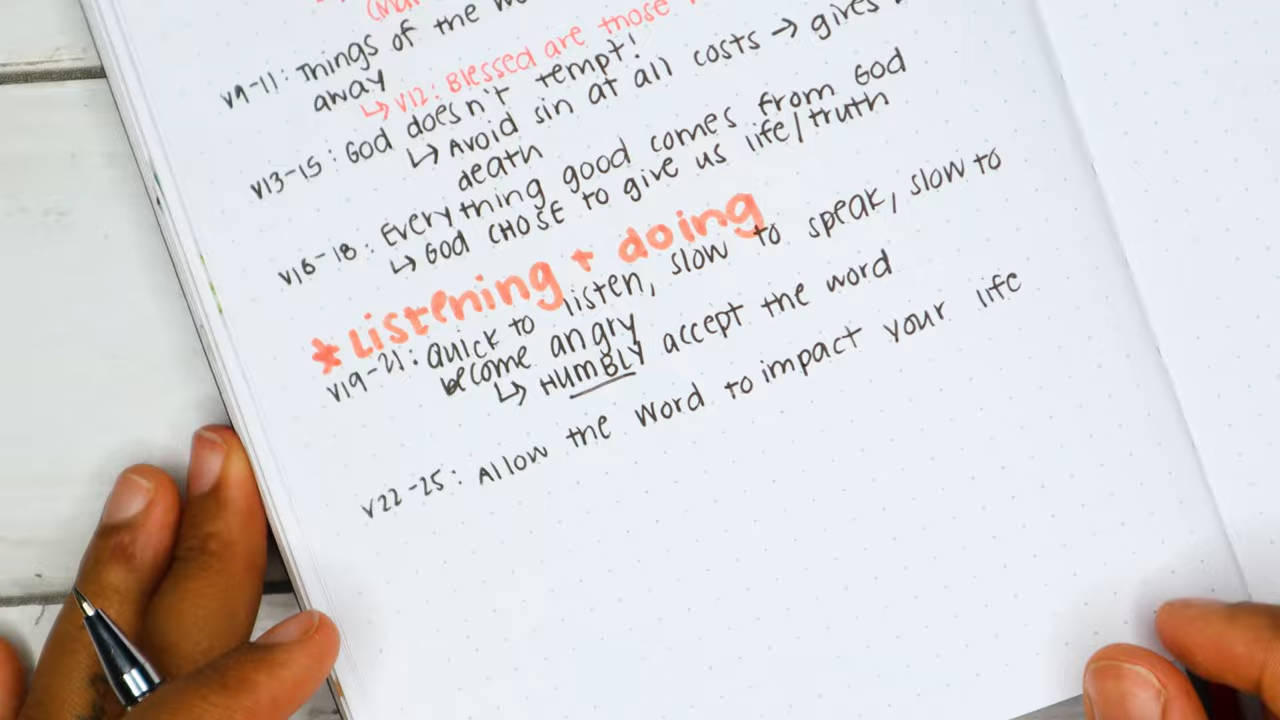 v9-11: Things of the
away
↳ v12: Blessed are those
v13-15: God doesn't tempt!
↳ Avoid sin at all costs → gives
death
v16-18: Everything good comes from God
↳ God CHOSE to give us life/truth
* Listening + doing
v19-21: Quick to listen, slow to speak, slow to
become angry
↳ HUMBLY accept the word
v22-25: Allow the Word to impact your life